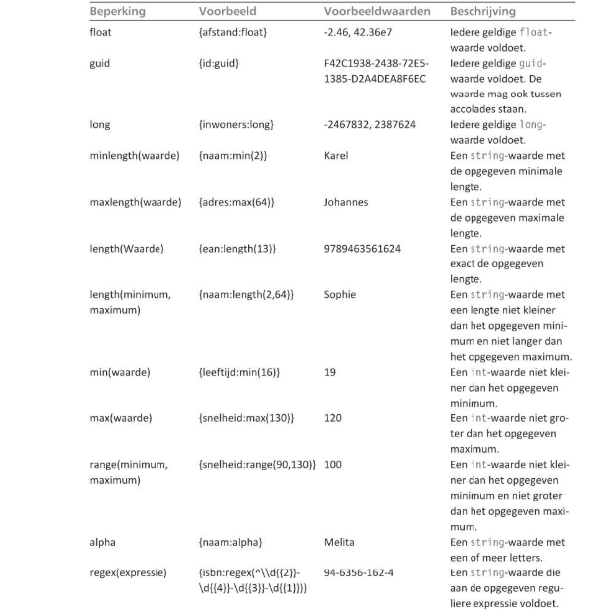 Beperking Voorbeeld Voorbeeldwaarden Beschrijving
float {afstand:float} -2.46, 42.36e7 Iedere geldige float-
waarde voldoet.
guid {id:guid} F42C1938-2438-72E5- Iedere geldige guid-
1385-D2A4DEA8F6EC waarde voldoet. De
waarde mag ook tussen
accolades staan.
long {inwoners:long} -2467832, 2387624 Iedere geldige long-
waarde voldoet.
minlength(waarde) {naam:min(2)} Karel Een string-waarde met
de opgegeven minimale
lengte.
maxlength(waarde) {adres:max(64)} Johannes Een string-waarde met
de opgegeven maximale
lengte.
length(Waarde) {ean:length(13)} 9789463561624 Een string-waarde met
exact de opgegeven
lengte.
length(minimum, {naam:length(2,64)} Sophie Een string-waarde met
maximum) een lengte niet kleiner
dan het opgegeven mini-
mum en niet langer dan
het opgegeven maximum.
min(waarde) {leeftijd:min(16)} 19 Een int-waarde niet klei-
ner dan het opgegeven
minimum.
max(waarde) {snelheid:max(130)} 120 Een int-waarde niet gro-
ter dan het opgegeven
maximum.
range(minimum, {snelheid:range(90,130)} 100 Een int-waarde niet klei-
maximum) ner dan het opgegeven
minimum en niet groter
dan het opgegeven maxi-
mum.
alpha {naam:alpha} Melita Een string-waarde met
een of meer letters.
regex(expressie) {isbn:regex(^\\d{{2}}- 94-6356-162-4 Een string-waarde die
\d{{4}}-\d{{3}}-\d{{1}})} aan de opgegeven regu-
liere expressie voldoet.